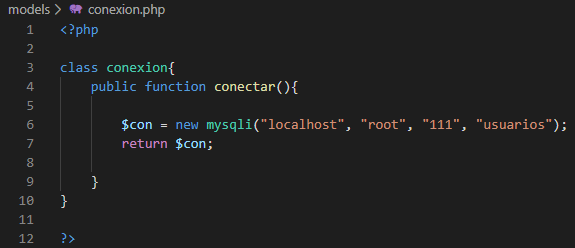 models > conexion.php
1 <?php
2
3 class conexion{
4     public function conectar(){
5
6         $con = new mysqli("localhost", "root", "111", "usuarios");
7         return $con;
8
9     }
10 }
11
12 ?>